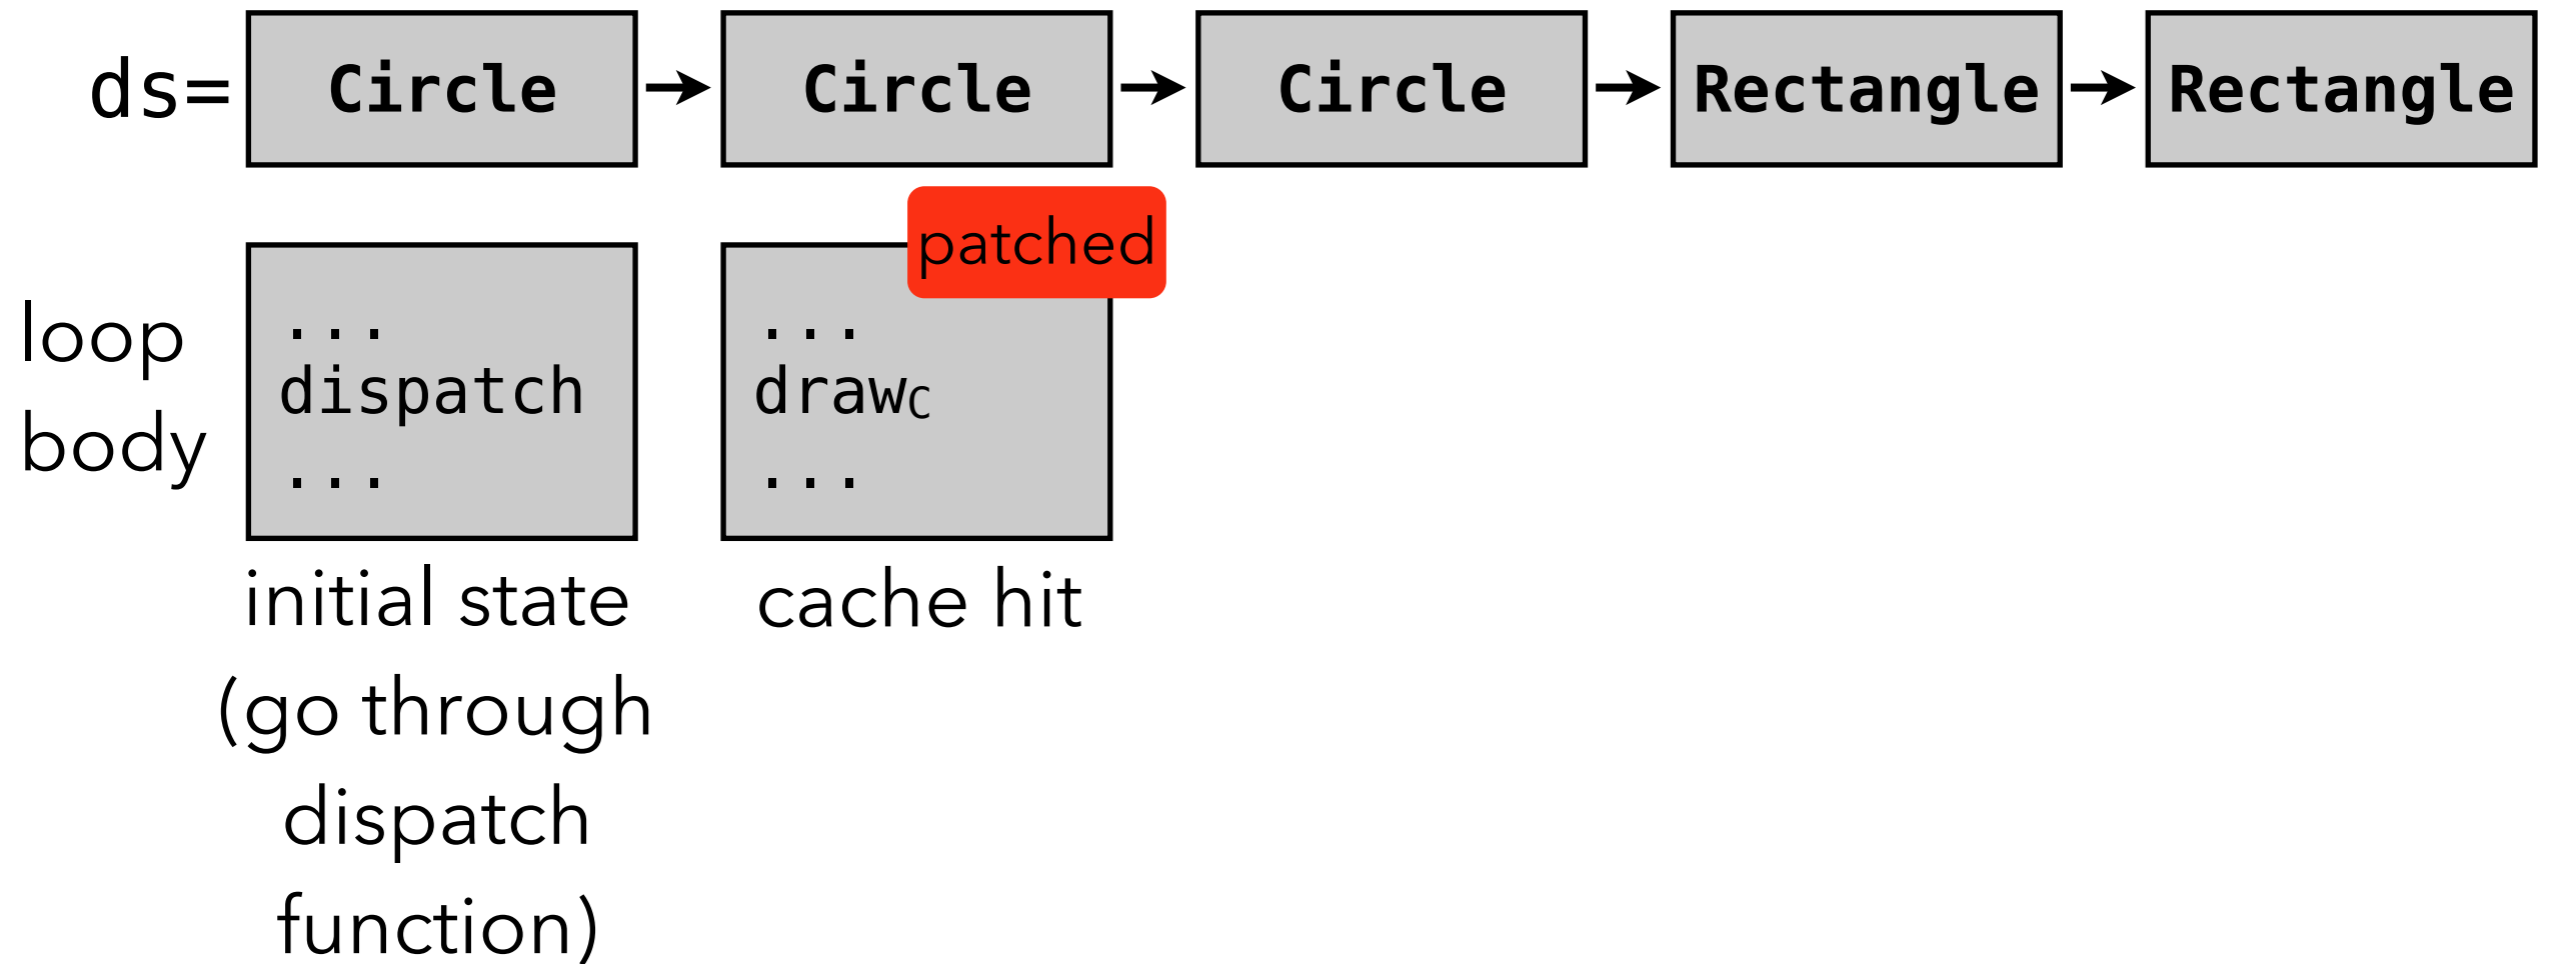 ds= Circle → Circle → Circle → Rectangle → Rectangle
patched
loop
body
...
dispatch
...
...
drawC
...
initial state
(go through
dispatch
function)
cache hit